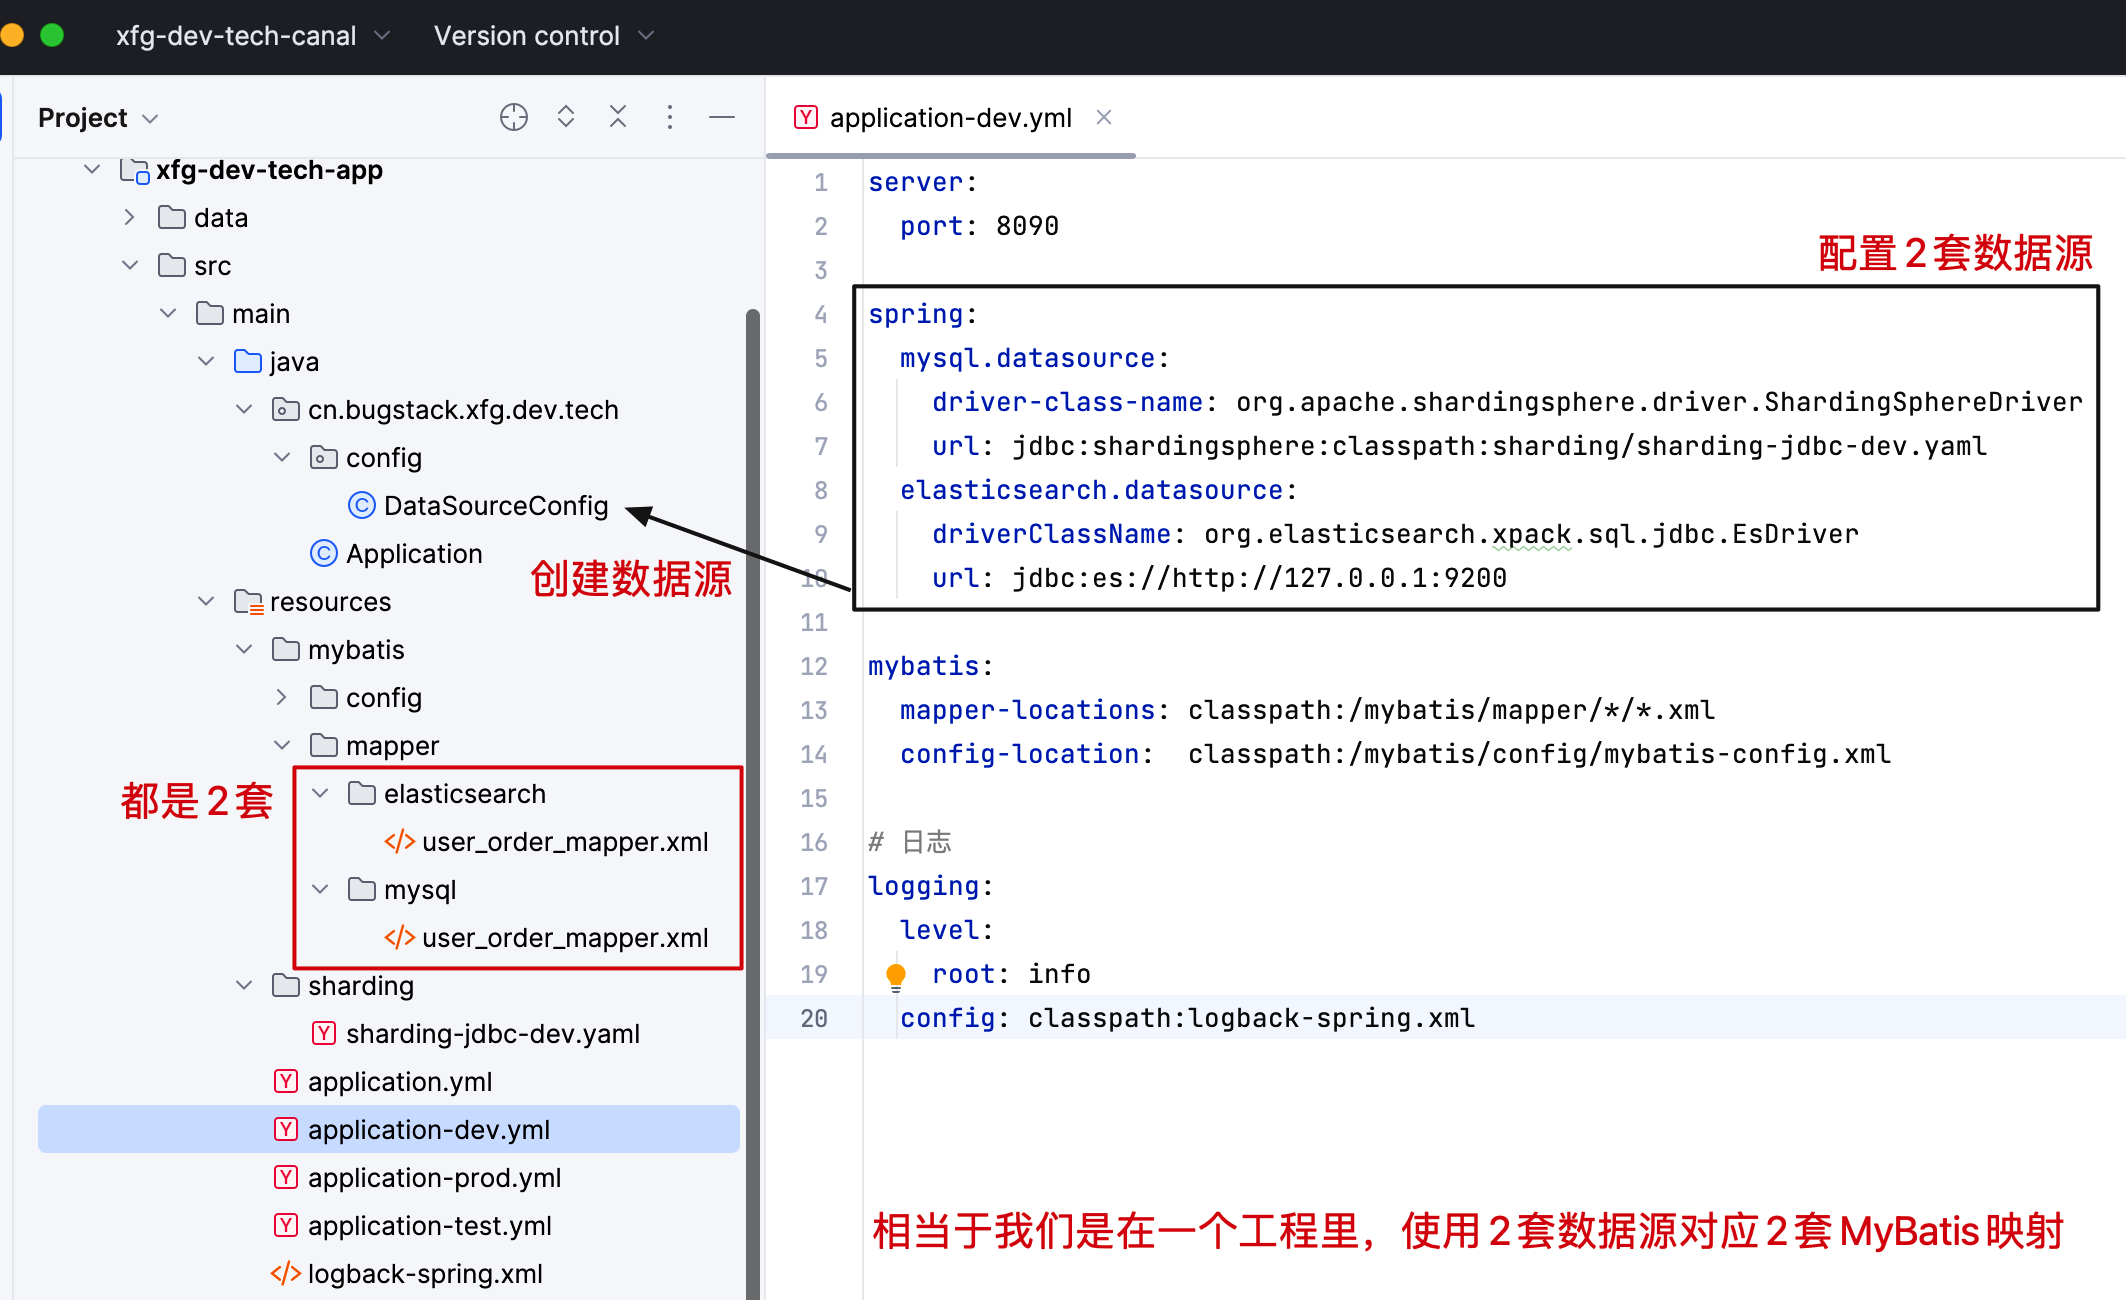 xfg-dev-tech-canal Version control
Project
xfg-dev-tech-app
data
src
main
java
cn.bugstack.xfg.dev.tech
config
DataSourceConfig
Application
创建数据源
resources
mybatis
config
mapper
都是2套
elasticsearch
user_order_mapper.xml
mysql
user_order_mapper.xml
sharding
sharding-jdbc-dev.yaml
application.yml
application-dev.yml
application-prod.yml
application-test.yml
logback-spring.xml
application-dev.yml
1 server:
2   port: 8090
3
配置2套数据源
4 spring:
5   mysql.datasource:
6     driver-class-name: org.apache.shardingsphere.driver.ShardingSphereDriver
7     url: jdbc:shardingsphere:classpath:sharding/sharding-jdbc-dev.yaml
8   elasticsearch.datasource:
9     driverClassName: org.elasticsearch.xpack.sql.jdbc.EsDriver
10     url: jdbc:es://http://127.0.0.1:9200
11
12 mybatis:
13   mapper-locations: classpath:/mybatis/mapper/*/*.xml
14   config-location:  classpath:/mybatis/config/mybatis-config.xml
15
16 # 日志
17 logging:
18   level:
19     root: info
20   config: classpath:logback-spring.xml
相当于我们是在一个工程里，使用2套数据源对应2套MyBatis映射